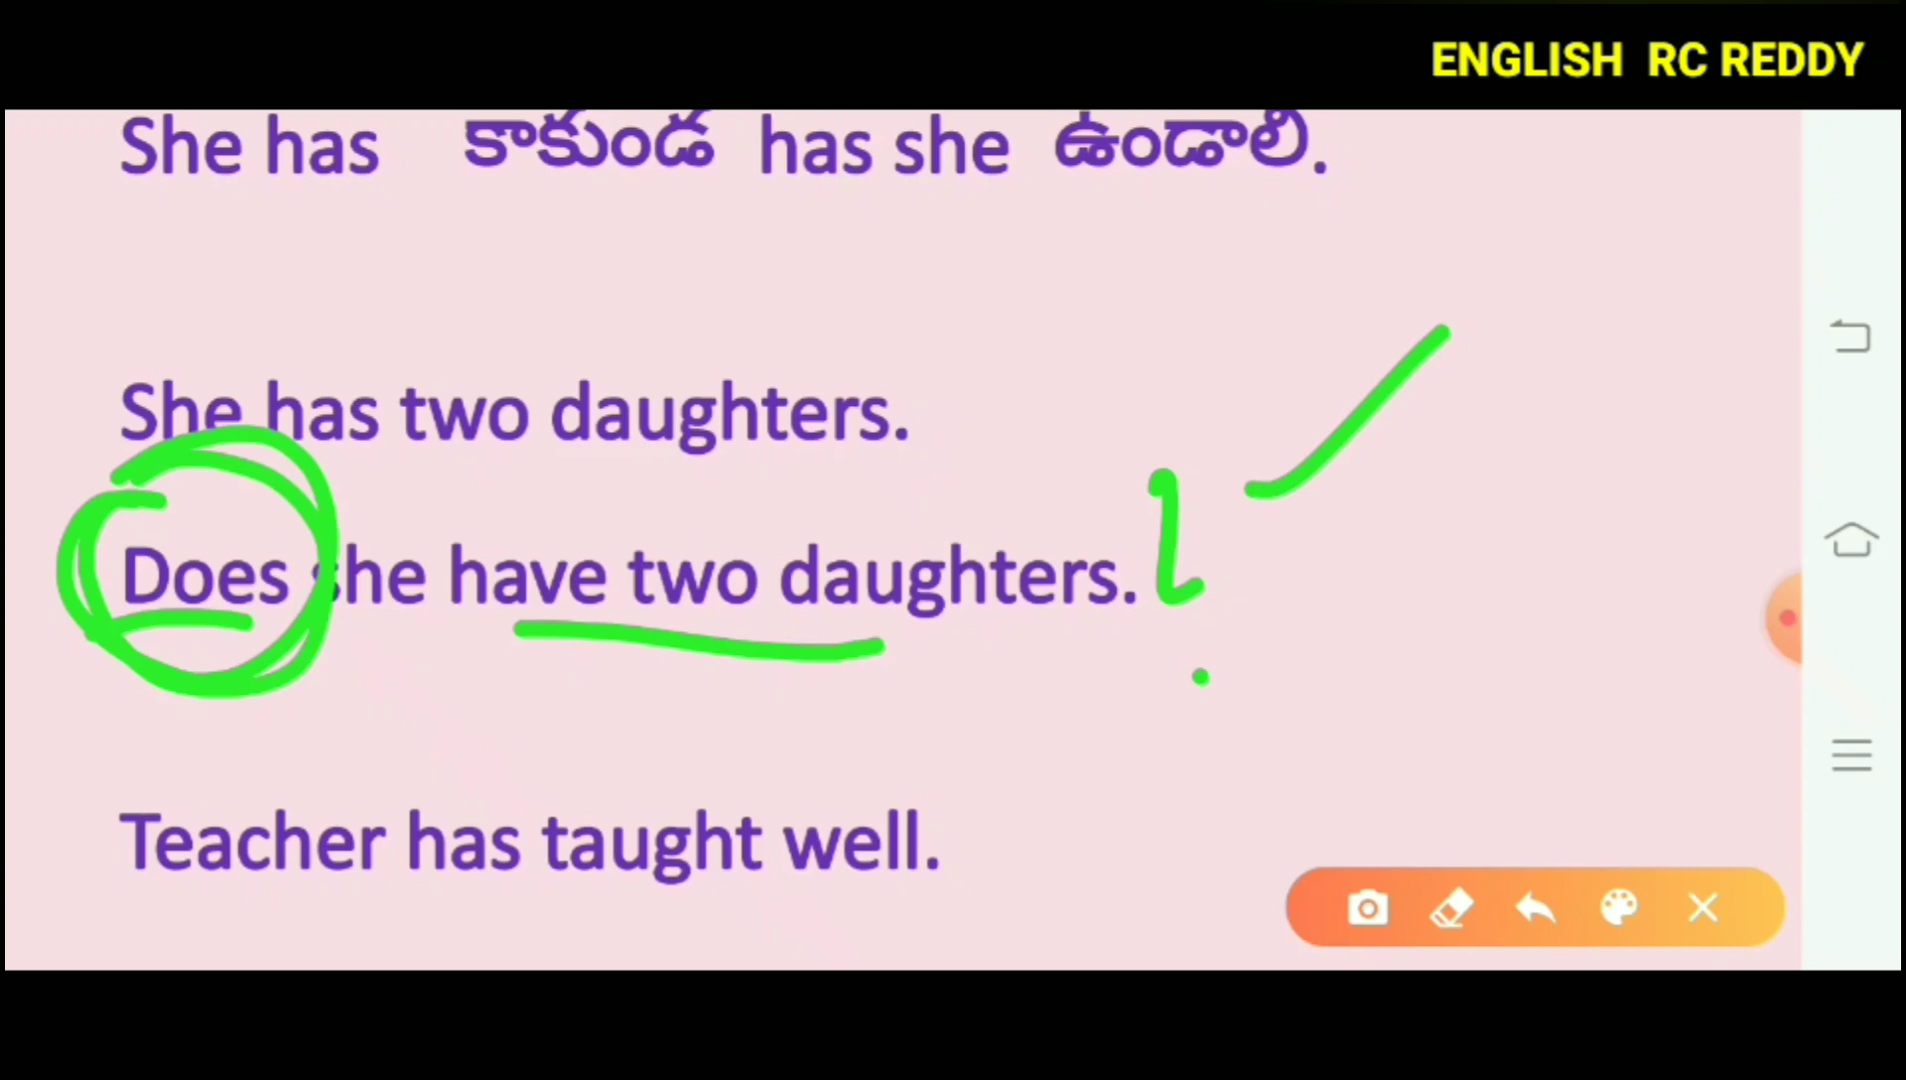 ENGLISH RC REDDY
She has కాకుండ has she ఉండాలి.
She has two daughters.
Does she have two daughters.
Teacher has taught well.